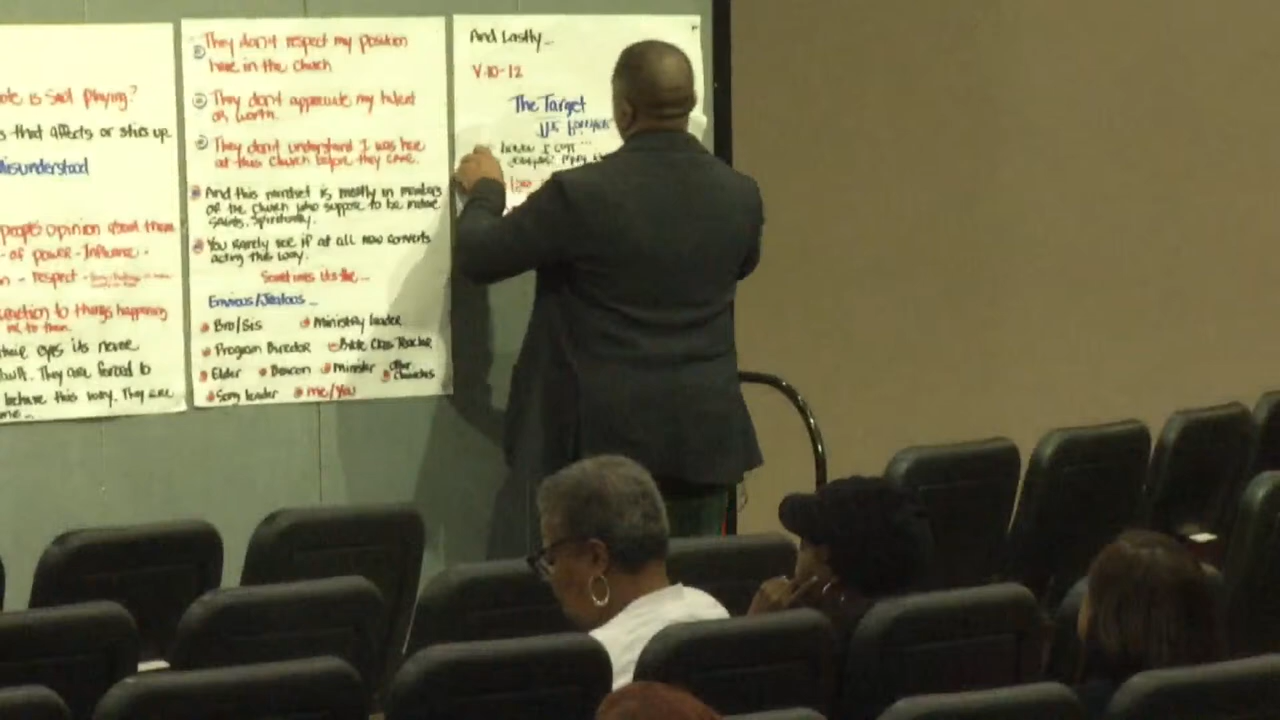 is Saul Playing?
that affects or stirs up
Misunderstood
people's opinion about them
- of power - Influence -
- respect -
reaction to things happening
to them.
their eyes its never
fault. They are forced to
behave this way. They are
me...
They don't respect my position
here in the church
They don't appreciate my talent
or worth.
They don't understand I was here
at this church before they came.
And this mindset is mostly in members
of the church who suppose to be mature
saints, Spiritually.
You rarely see if at all new converts
acting this way.
Sometimes its the...
Envious/Jealous...
Bro/Sis
Ministry leader
Program Director
Bible Class Teacher
Elder
Deacon
Minister
other
Churches
Song leader
me/You
And Lastly...
V.10-12
The Target